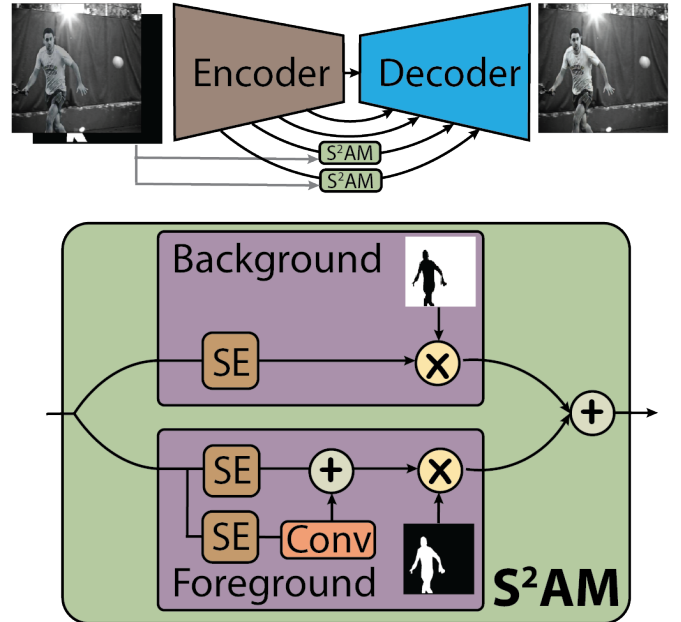 Encoder
Decoder
S²AM
S²AM
Background
SE
×
+
SE
+
×
SE
Conv
Foreground
S²AM